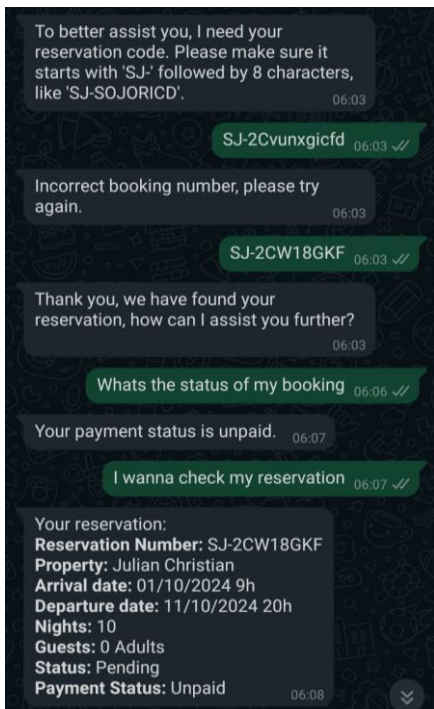 To better assist you, I need your
reservation code. Please make sure it
starts with 'SJ-' followed by 8 characters,
like 'SJ-SOJORICD'.
06:03
SJ-2Cvunxgicfd 06:03
Incorrect booking number, please try
again.
06:03
SJ-2CW18GKF 06:03
Thank you, we have found your
reservation, how can I assist you further?
06:03
Whats the status of my booking 06:06
Your payment status is unpaid. 06:07
I wanna check my reservation 06:07
Your reservation:
Reservation Number: SJ-2CW18GKF
Property: Julian Christian
Arrival date: 01/10/2024 9h
Departure date: 11/10/2024 20h
Nights: 10
Guests: 0 Adults
Status: Pending
Payment Status: Unpaid 06:08